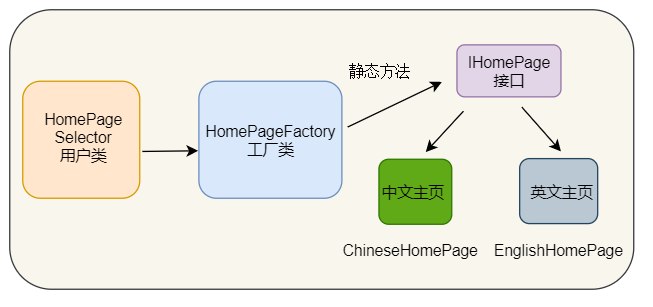 HomePage
Selector
用户类
HomePageFactory
工厂类
静态方法
IHomePage
接口
中文主页
英文主页
ChineseHomePage
EnglishHomePage